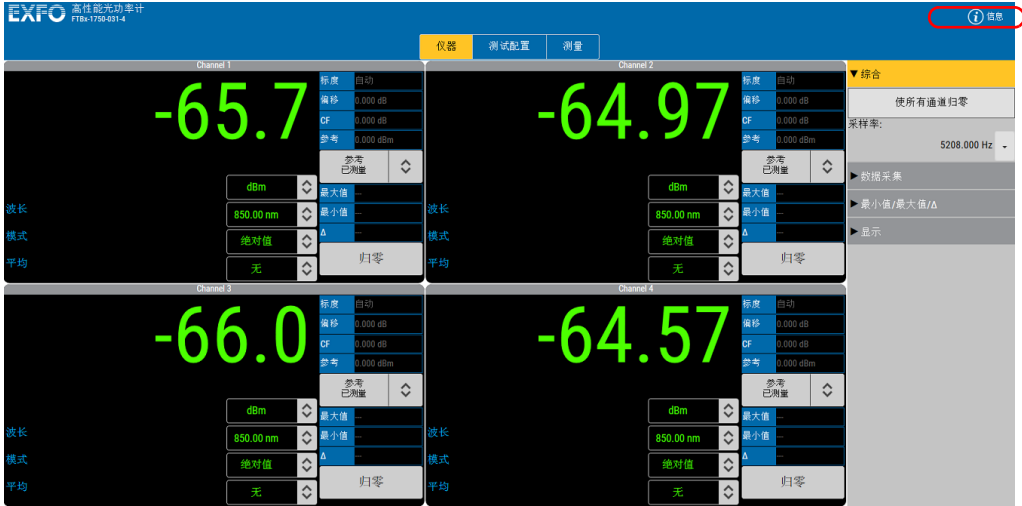 EXFO 高性能光功率计
FTBx-1750-031-4
i 信息
仪器 测试配置 测量
Channel 1
-65.7
标度 自动
偏移 0.000 dB
CF 0.000 dB
参考 0.000 dBm
参考
已测量
dBm
最大值 --
波长 850.00 nm
最小值 --
模式 绝对值
Δ --
平均 无
归零
Channel 2
-64.97
标度 自动
偏移 0.000 dB
CF 0.000 dB
参考 0.000 dBm
参考
已测量
dBm
最大值 --
波长 850.00 nm
最小值 --
模式 绝对值
Δ --
平均 无
归零
▼综合
使所有通道归零
采样率:
5208.000 Hz
▶数据采集
▶最小值/最大值/Δ
▶显示
Channel 3
-66.0
标度 自动
偏移 0.000 dB
CF 0.000 dB
参考 0.000 dBm
参考
已测量
dBm
最大值 --
波长 850.00 nm
最小值 --
模式 绝对值
Δ --
平均 无
归零
Channel 4
-64.57
标度 自动
偏移 0.000 dB
CF 0.000 dB
参考 0.000 dBm
参考
已测量
dBm
最大值 --
波长 850.00 nm
最小值 --
模式 绝对值
Δ --
平均 无
归零